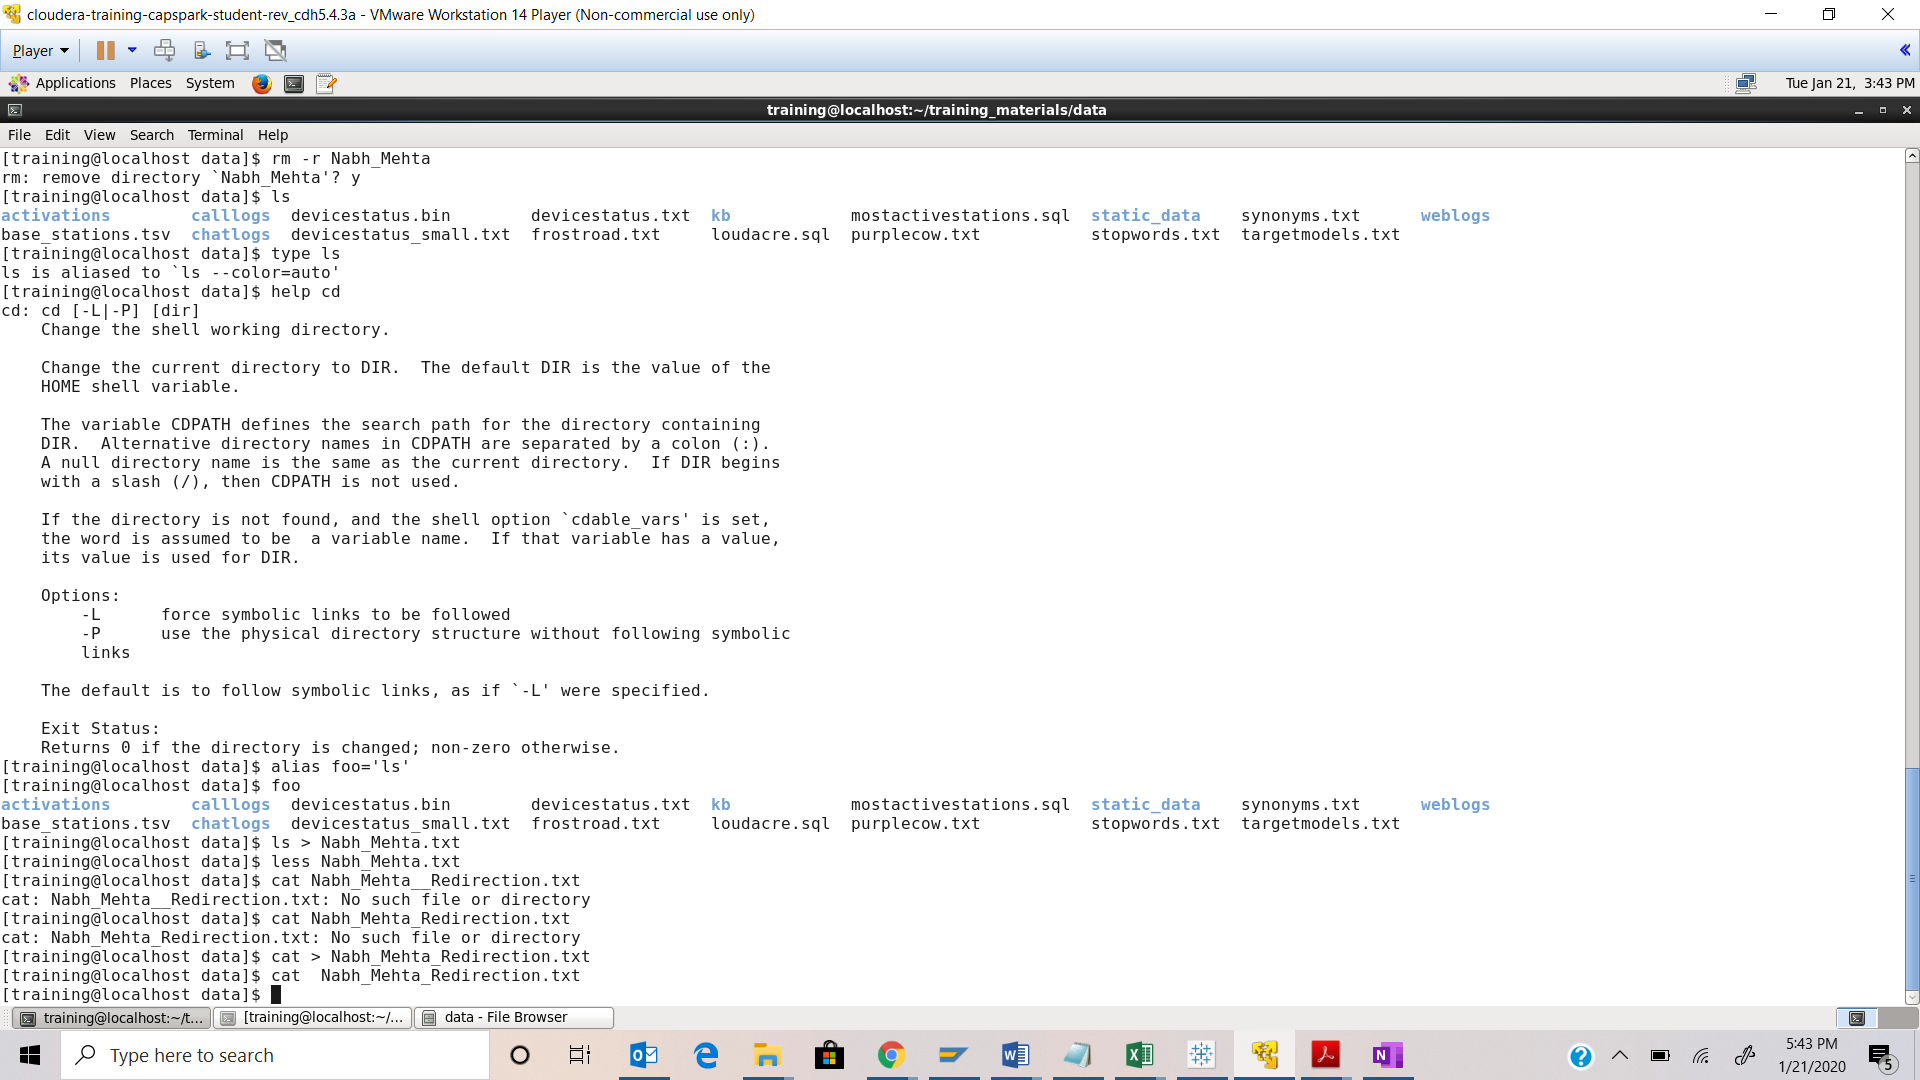 cloudera-training-capspark-student-rev_cdh5.4.3a - VMware Workstation 14 Player (Non-commercial use only)
Player
Applications Places System Tue Jan 21, 3:43 PM
training@localhost:~/training_materials/data
File Edit View Search Terminal Help
[training@localhost data]$ rm -r Nabh_Mehta
rm: remove directory `Nabh_Mehta'? y
[training@localhost data]$ ls
activations calllogs devicestatus.bin devicestatus.txt kb mostactivestations.sql static_data synonyms.txt weblogs
base_stations.tsv chatlogs devicestatus_small.txt frostroad.txt loudacre.sql purplecow.txt stopwords.txt targetmodels.txt
[training@localhost data]$ type ls
ls is aliased to `ls --color=auto'
[training@localhost data]$ help cd
cd: cd [-L|-P] [dir]
Change the shell working directory.
Change the current directory to DIR.  The default DIR is the value of the
HOME shell variable.
The variable CDPATH defines the search path for the directory containing
DIR.  Alternative directory names in CDPATH are separated by a colon (:).
A null directory name is the same as the current directory.  If DIR begins
with a slash (/), then CDPATH is not used.
If the directory is not found, and the shell option `cdable_vars' is set,
the word is assumed to be  a variable name.  If that variable has a value,
its value is used for DIR.
Options:
-L force symbolic links to be followed
-P use the physical directory structure without following symbolic
links
The default is to follow symbolic links, as if `-L' were specified.
Exit Status:
Returns 0 if the directory is changed; non-zero otherwise.
[training@localhost data]$ alias foo='ls'
[training@localhost data]$ foo
activations calllogs devicestatus.bin devicestatus.txt kb mostactivestations.sql static_data synonyms.txt weblogs
base_stations.tsv chatlogs devicestatus_small.txt frostroad.txt loudacre.sql purplecow.txt stopwords.txt targetmodels.txt
[training@localhost data]$ ls > Nabh_Mehta.txt
[training@localhost data]$ less Nabh_Mehta.txt
[training@localhost data]$ cat Nabh_Mehta__Redirection.txt
cat: Nabh_Mehta__Redirection.txt: No such file or directory
[training@localhost data]$ cat Nabh_Mehta_Redirection.txt
cat: Nabh_Mehta_Redirection.txt: No such file or directory
[training@localhost data]$ cat > Nabh_Mehta_Redirection.txt
[training@localhost data]$ cat  Nabh_Mehta_Redirection.txt
[training@localhost data]$
training@localhost:~/t... [training@localhost:~/... data - File Browser
Type here to search
5:43 PM
1/21/2020
5